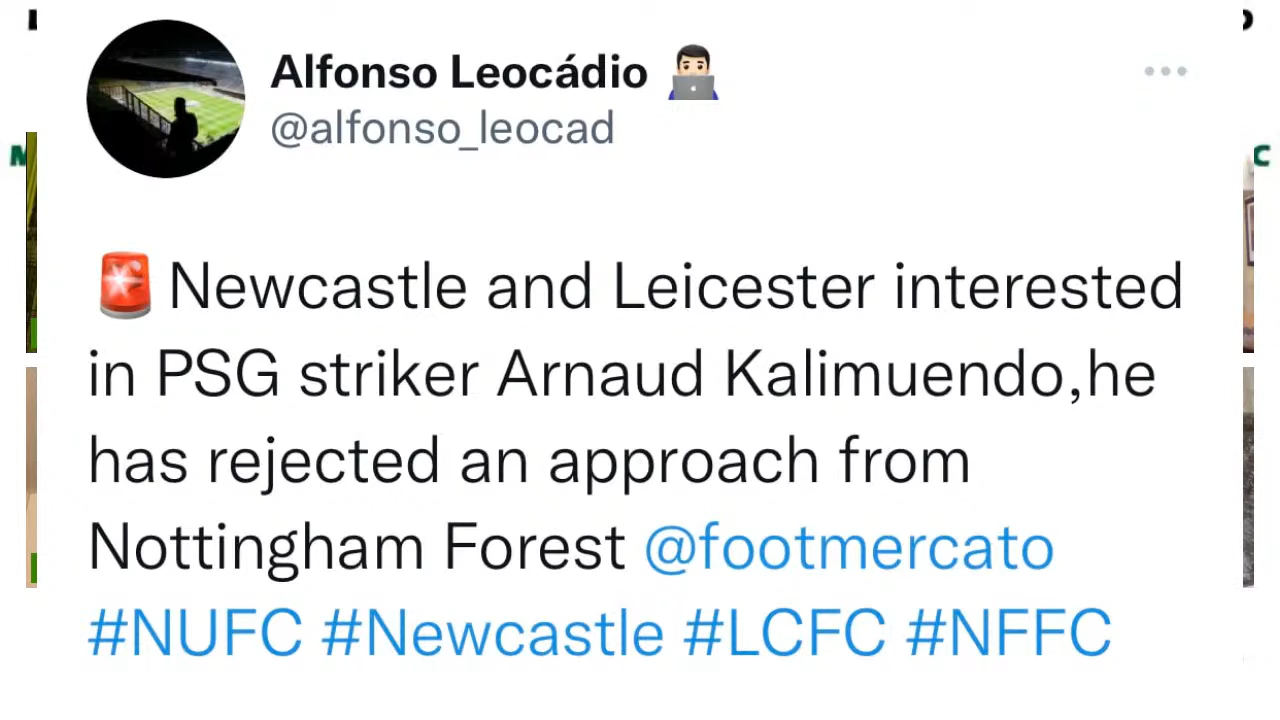 Alfonso Leocádio 👨🏻‍💻
@alfonso_leocad
🚨 Newcastle and Leicester interested
in PSG striker Arnaud Kalimuendo,he
has rejected an approach from
Nottingham Forest @footmercato
#NUFC #Newcastle #LCFC #NFFC